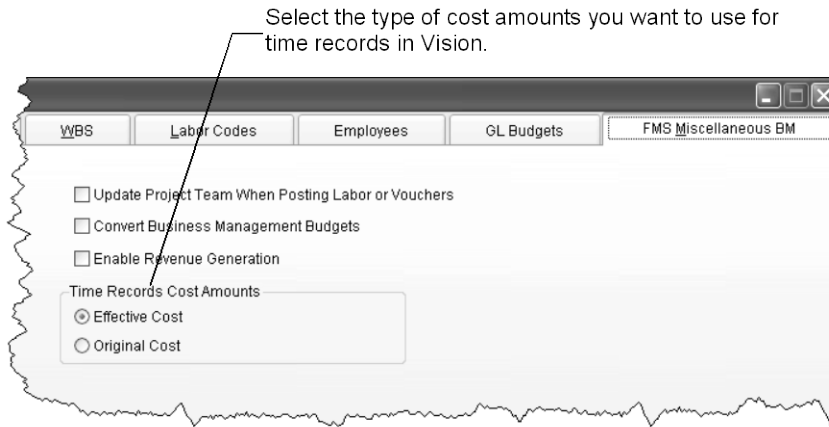 Select the type of cost amounts you want to use for
time records in Vision.
WBS Labor Codes Employees GL Budgets FMS Miscellaneous BM
Update Project Team When Posting Labor or Vouchers
Convert Business Management Budgets
Enable Revenue Generation
Time Records Cost Amounts
Effective Cost
Original Cost